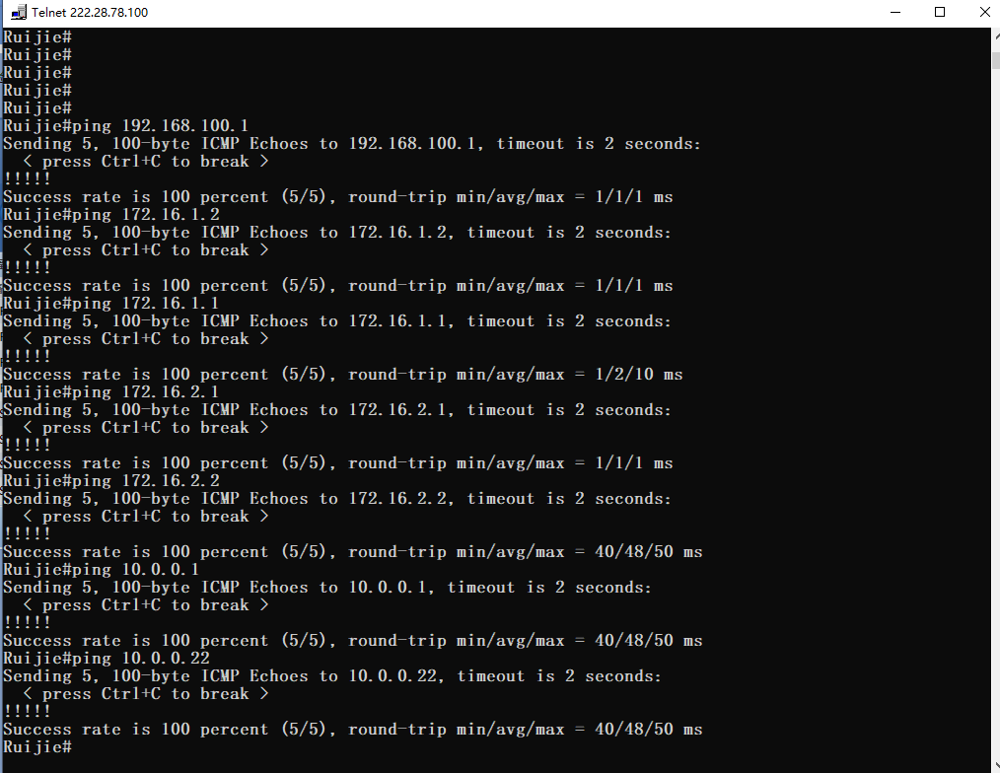 Telnet 222.28.78.100
Ruijie#
Ruijie#
Ruijie#
Ruijie#
Ruijie#
Ruijie#ping 192.168.100.1
Sending 5, 100-byte ICMP Echoes to 192.168.100.1, timeout is 2 seconds:
  < press Ctrl+C to break >
!!!!!
Success rate is 100 percent (5/5), round-trip min/avg/max = 1/1/1 ms
Ruijie#ping 172.16.1.2
Sending 5, 100-byte ICMP Echoes to 172.16.1.2, timeout is 2 seconds:
  < press Ctrl+C to break >
!!!!!
Success rate is 100 percent (5/5), round-trip min/avg/max = 1/1/1 ms
Ruijie#ping 172.16.1.1
Sending 5, 100-byte ICMP Echoes to 172.16.1.1, timeout is 2 seconds:
  < press Ctrl+C to break >
!!!!!
Success rate is 100 percent (5/5), round-trip min/avg/max = 1/2/10 ms
Ruijie#ping 172.16.2.1
Sending 5, 100-byte ICMP Echoes to 172.16.2.1, timeout is 2 seconds:
  < press Ctrl+C to break >
!!!!!
Success rate is 100 percent (5/5), round-trip min/avg/max = 1/1/1 ms
Ruijie#ping 172.16.2.2
Sending 5, 100-byte ICMP Echoes to 172.16.2.2, timeout is 2 seconds:
  < press Ctrl+C to break >
!!!!!
Success rate is 100 percent (5/5), round-trip min/avg/max = 40/48/50 ms
Ruijie#ping 10.0.0.1
Sending 5, 100-byte ICMP Echoes to 10.0.0.1, timeout is 2 seconds:
  < press Ctrl+C to break >
!!!!!
Success rate is 100 percent (5/5), round-trip min/avg/max = 40/48/50 ms
Ruijie#ping 10.0.0.22
Sending 5, 100-byte ICMP Echoes to 10.0.0.22, timeout is 2 seconds:
  < press Ctrl+C to break >
!!!!!
Success rate is 100 percent (5/5), round-trip min/avg/max = 40/48/50 ms
Ruijie#